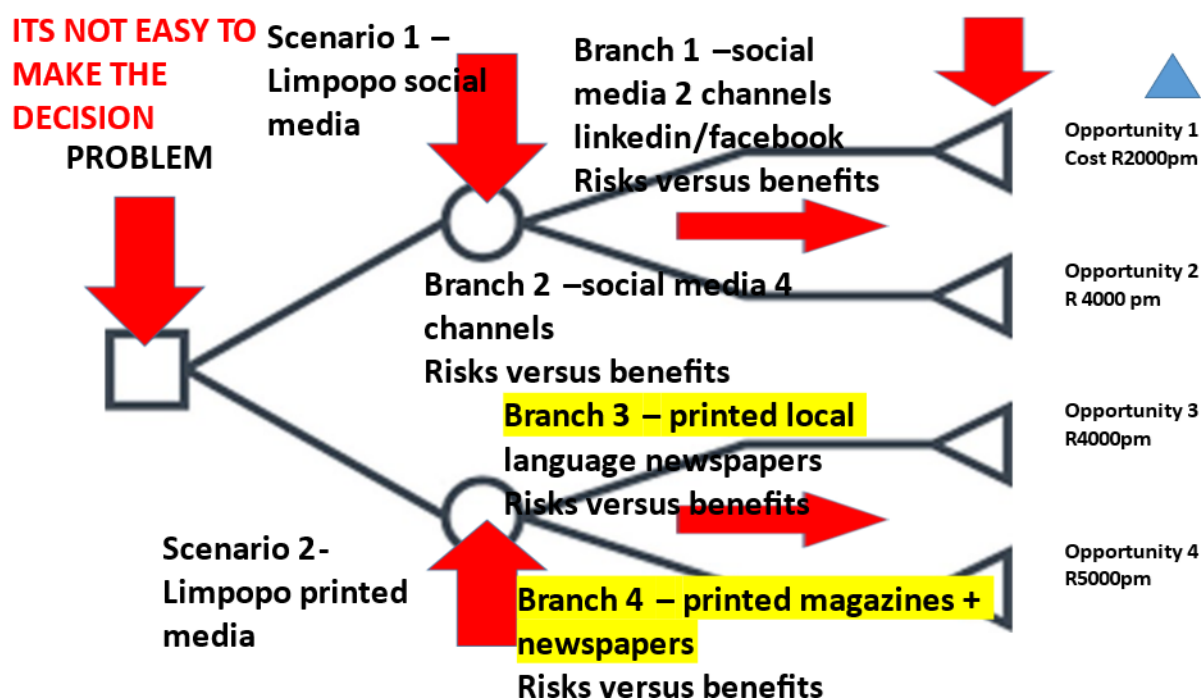 ITS NOT EASY TO
MAKE THE
DECISION
PROBLEM
Scenario 1 –
Limpopo social
media
Branch 1 –social
media 2 channels
linkedin/facebook
Risks versus benefits
Opportunity 1
Cost R2000pm
Branch 2 –social media 4
channels
Risks versus benefits
Opportunity 2
R 4000 pm
Branch 3 – printed local
language newspapers
Risks versus benefits
Opportunity 3
R4000pm
Scenario 2-
Limpopo printed
media
Branch 4 – printed magazines +
newspapers
Risks versus benefits
Opportunity 4
R5000pm